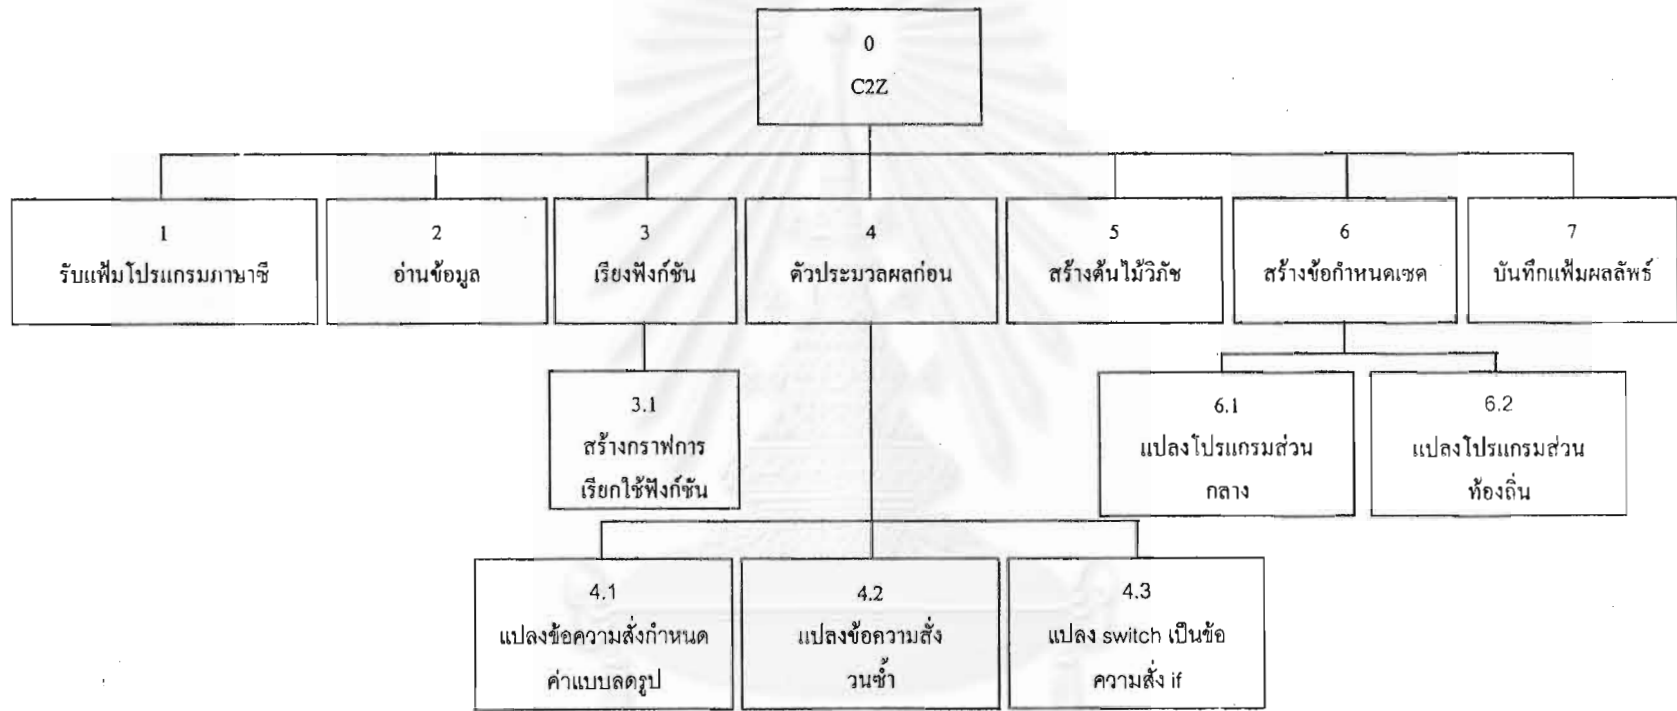 0
C2Z
1
รับแฟ้มโปรแกรมภาษาซี
2
อ่านข้อมูล
3
เรียงฟังก์ชัน
4
ตัวประมวลผลก่อน
5
สร้างต้นไม้วิภัช
6
สร้างข้อกำหนดเซด
7
บันทึกแฟ้มผลลัพธ์
3.1
สร้างกราฟการ
เรียกใช้ฟังก์ชัน
6.1
แปลงโปรแกรมส่วน
กลาง
6.2
แปลงโปรแกรมส่วน
ท้องถิ่น
4.1
แปลงข้อความสั่งกำหนด
ค่าแบบลดรูป
4.2
แปลงข้อความสั่ง
วนซ้ำ
4.3
แปลง switch เป็นข้อ
ความสั่ง if